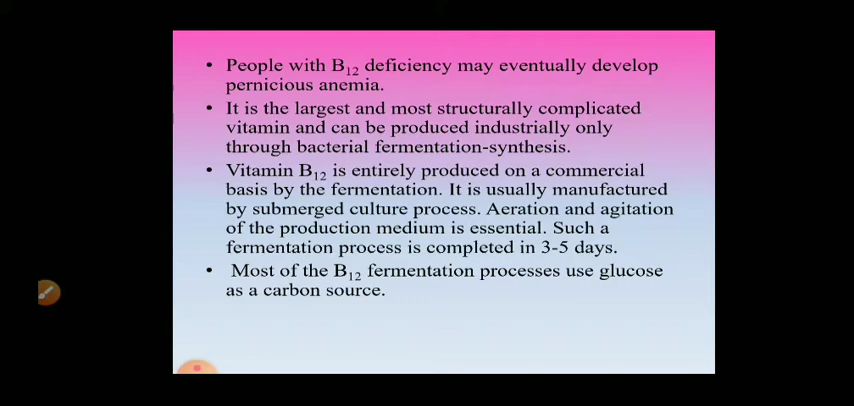 • People with B₁₂ deficiency may eventually develop
pernicious anemia.
• It is the largest and most structurally complicated
vitamin and can be produced industrially only
through bacterial fermentation-synthesis.
• Vitamin B₁₂ is entirely produced on a commercial
basis by the fermentation. It is usually manufactured
by submerged culture process. Aeration and agitation
of the production medium is essential. Such a
fermentation process is completed in 3-5 days.
• Most of the B₁₂ fermentation processes use glucose
as a carbon source.